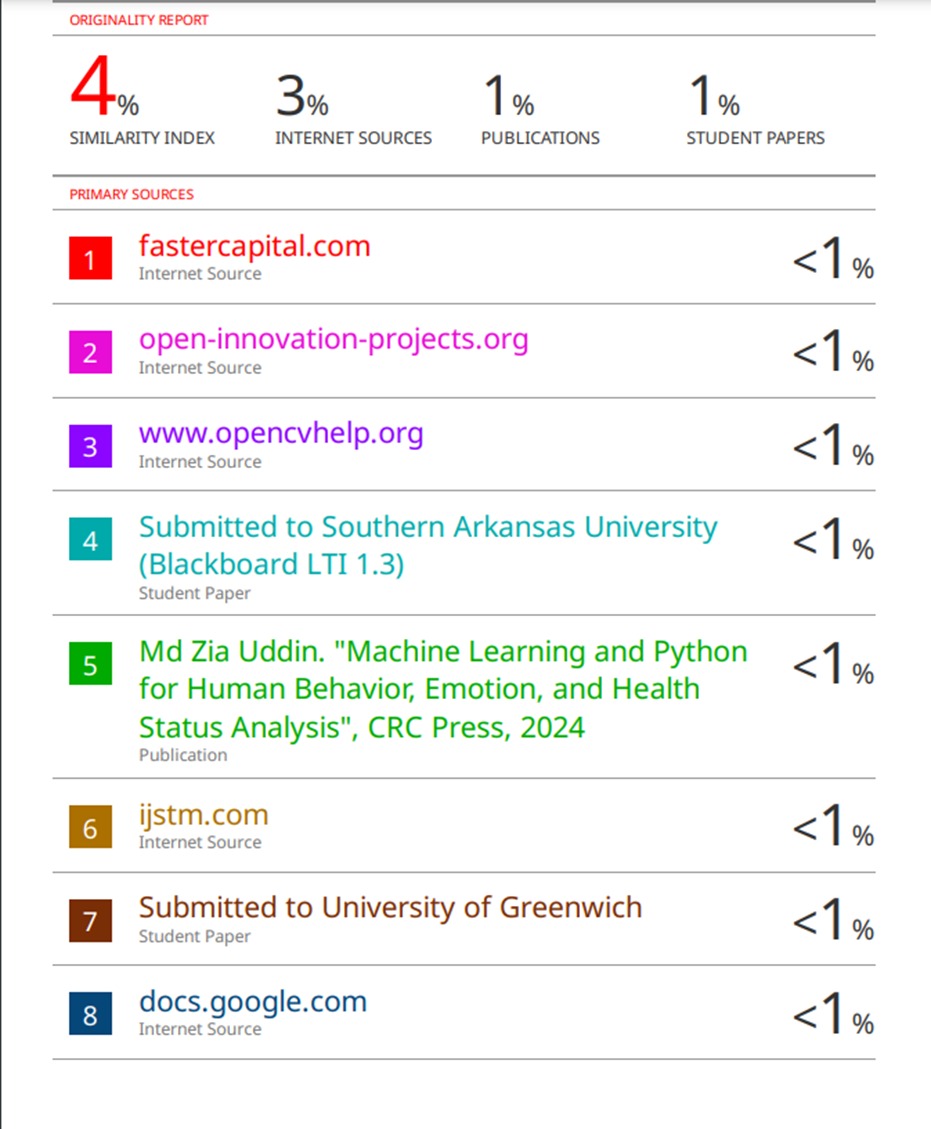 ORIGINALITY REPORT
4% 3% 1% 1%
SIMILARITY INDEX INTERNET SOURCES PUBLICATIONS STUDENT PAPERS
PRIMARY SOURCES
1 fastercapital.com <1%
Internet Source
2 open-innovation-projects.org <1%
Internet Source
3 www.opencvhelp.org <1%
Internet Source
4 Submitted to Southern Arkansas University <1%
(Blackboard LTI 1.3)
Student Paper
5 Md Zia Uddin. "Machine Learning and Python <1%
for Human Behavior, Emotion, and Health
Status Analysis", CRC Press, 2024
Publication
6 ijstm.com <1%
Internet Source
7 Submitted to University of Greenwich <1%
Student Paper
8 docs.google.com <1%
Internet Source